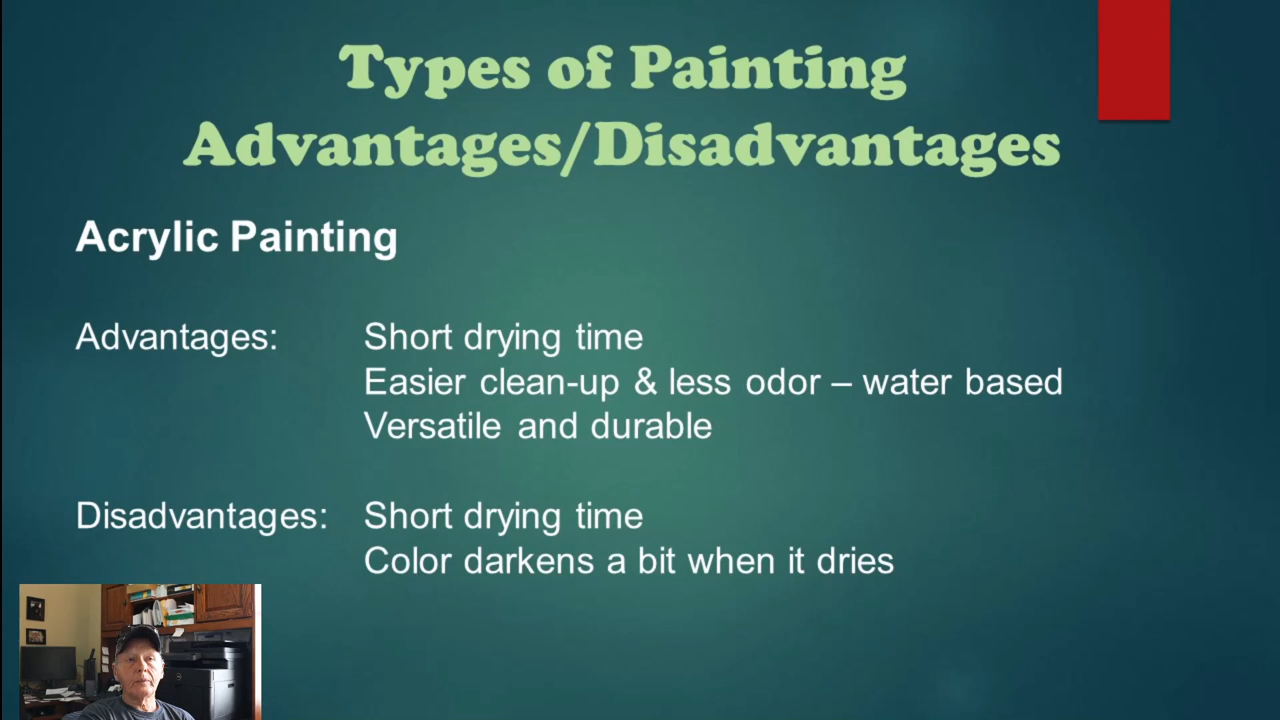 Types of Painting
Advantages/Disadvantages
Acrylic Painting
Advantages: Short drying time
Easier clean-up & less odor – water based
Versatile and durable
Disadvantages: Short drying time
Color darkens a bit when it dries